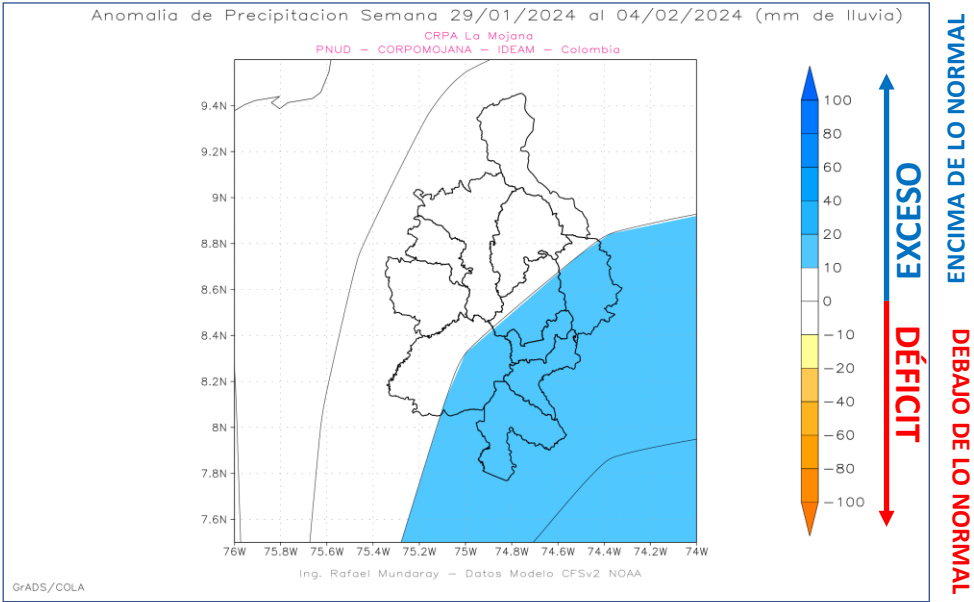 Anomalia de Precipitacion Semana 29/01/2024 al 04/02/2024 (mm de lluvia)
CRPA La Mojana
PNUD – CORPOMOJANA – IDEAM – Colombia
9.4N
9.2N
9N
8.8N
8.6N
8.4N
8.2N
8N
7.8N
7.6N
76W 75.8W 75.6W 75.4W 75.2W 75W 74.8W 74.6W 74.4W 74.2W 74W
100
80
60
40
20
10
0
−10
−20
−40
−60
−80
−100
EXCESO
DÉFICIT
ENCIMA DE LO NORMAL
DEBAJO DE LO NORMAL
Ing. Rafael Mundaray – Datos Modelo CFSv2 NOAA
GrADS/COLA